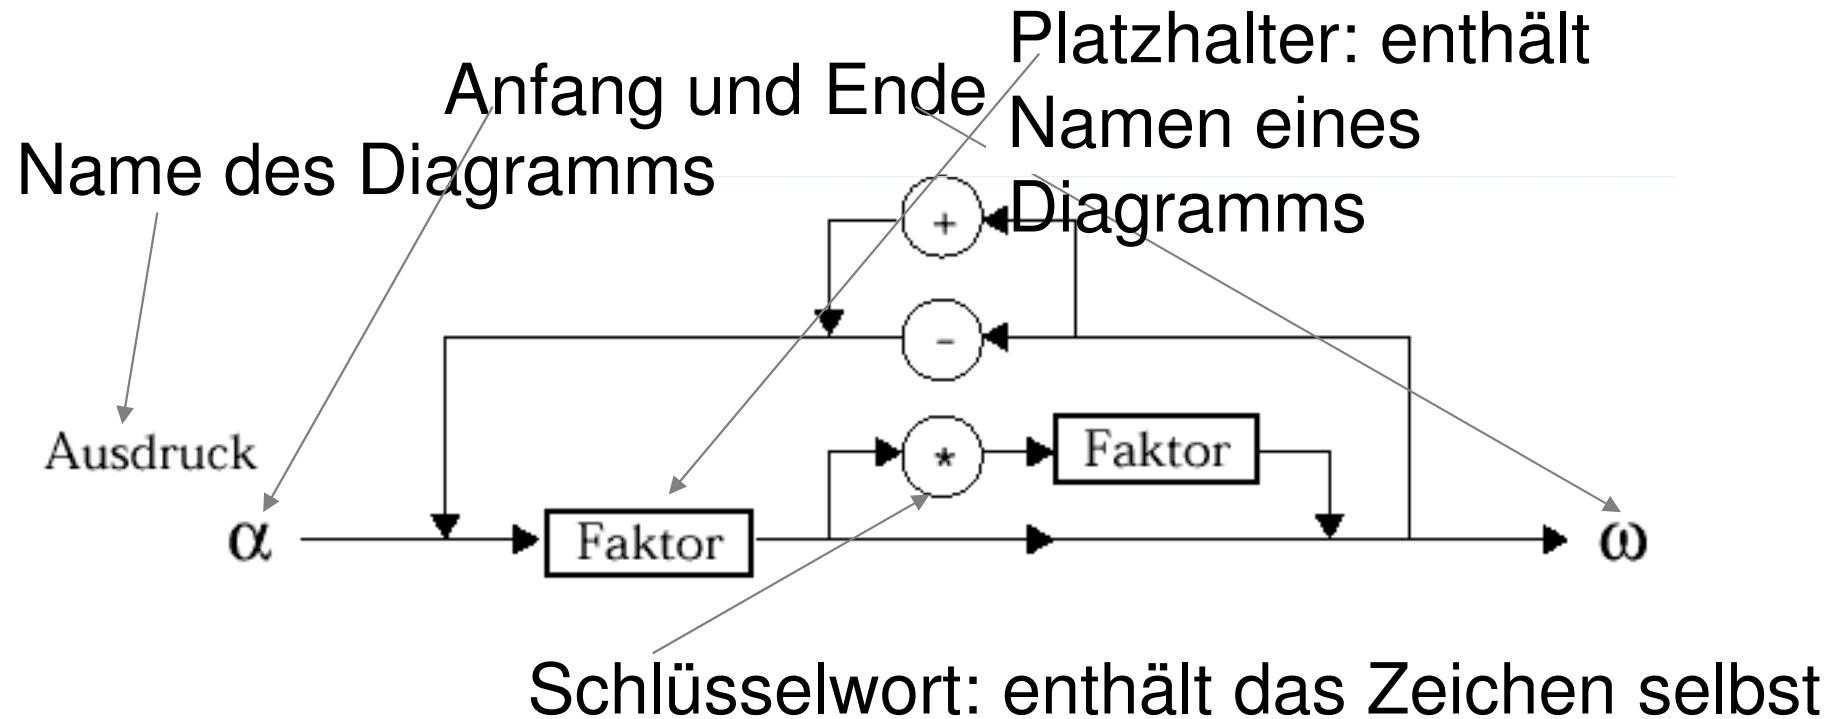 Platzhalter: enthält
Namen eines
Diagramms
Anfang und Ende
Name des Diagramms
+
-
Ausdruck
* Faktor
α Faktor ω
Schlüsselwort: enthält das Zeichen selbst